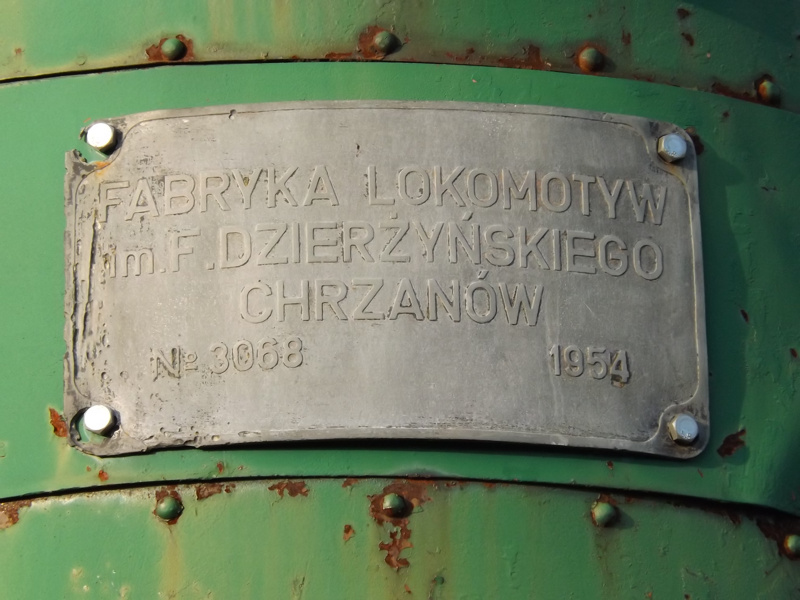 FABRYKA LOKOMOTYW
im.F.DZIERŻYŃSKIEGO
CHRZANÓW
№ 3068 1954